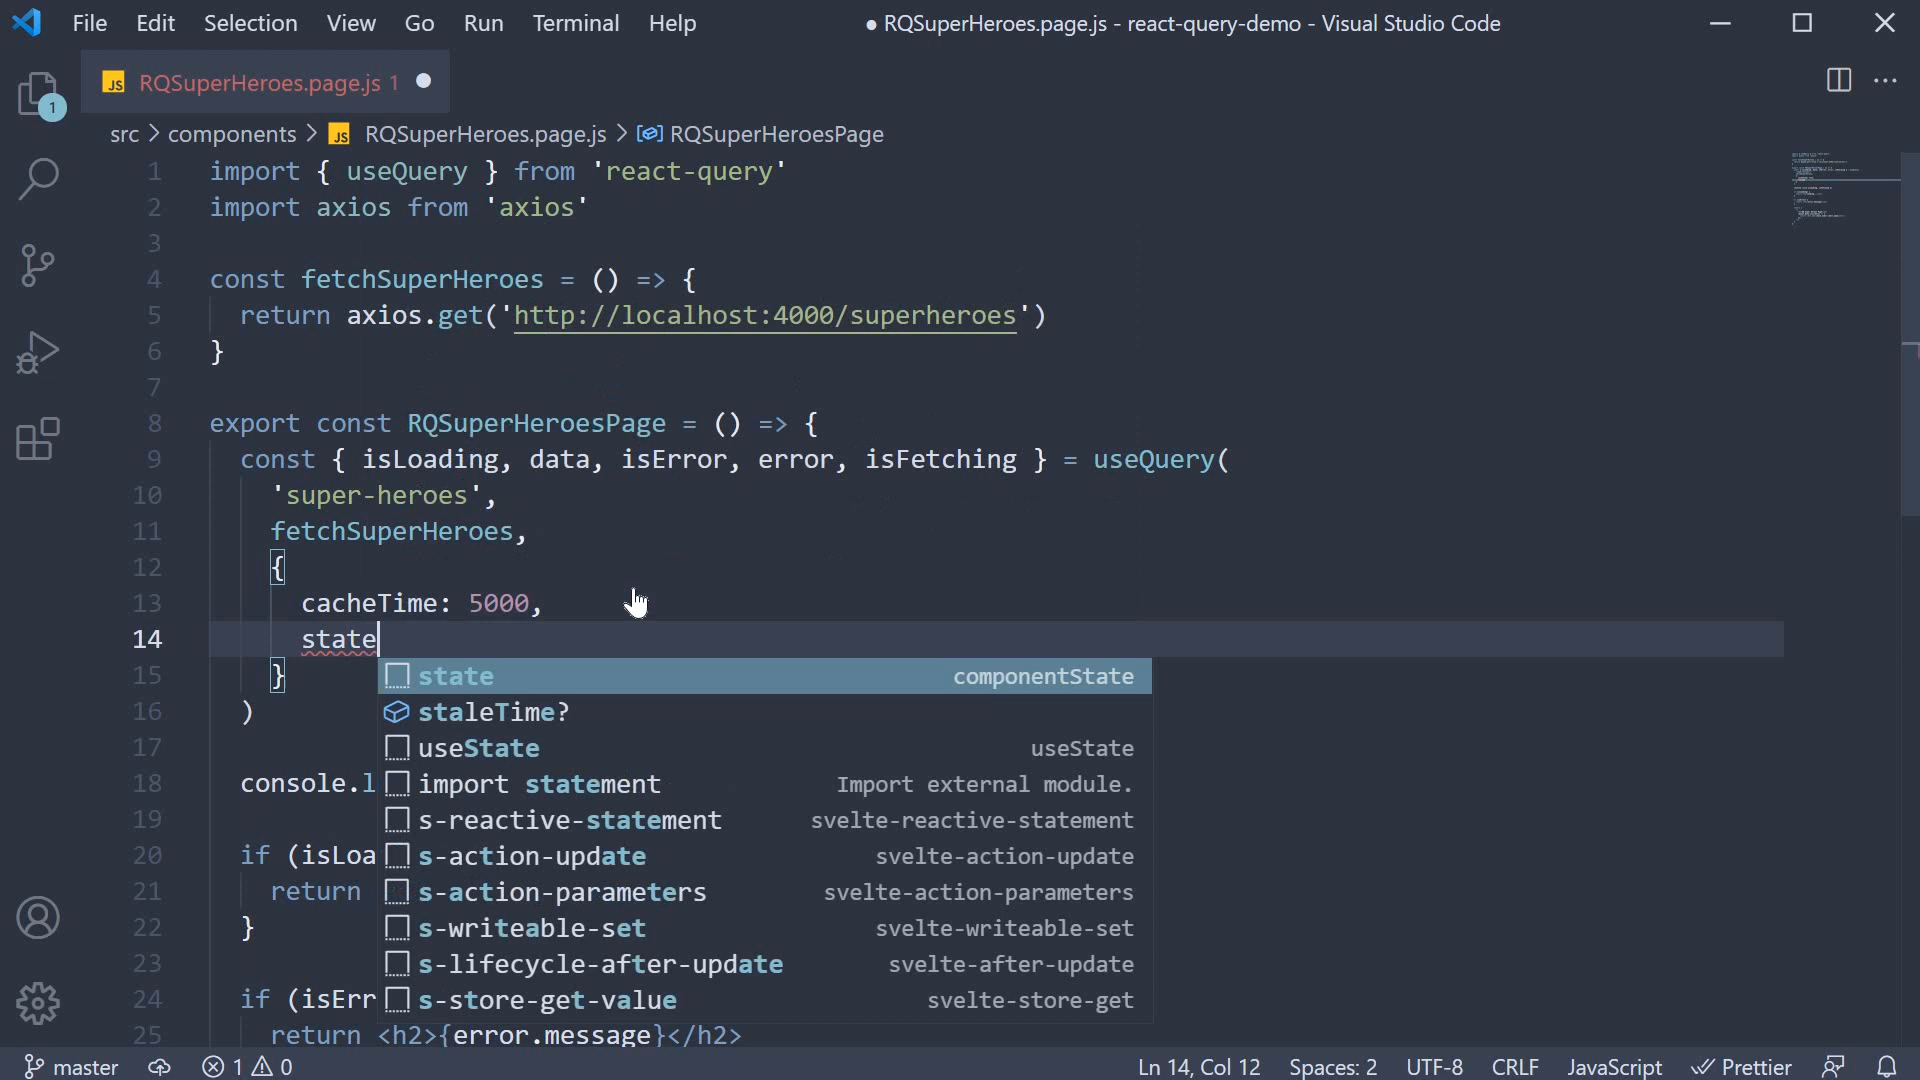 File Edit Selection View Go Run Terminal Help ● RQSuperHeroes.page.js - react-query-demo - Visual Studio Code
1
JS RQSuperHeroes.page.js 1
src > components > JS RQSuperHeroes.page.js > RQSuperHeroesPage
1 import { useQuery } from 'react-query'
2 import axios from 'axios'
3
4 const fetchSuperHeroes = () => {
5 return axios.get('http://localhost:4000/superheroes')
6 }
7
8 export const RQSuperHeroesPage = () => {
9 const { isLoading, data, isError, error, isFetching } = useQuery(
10 'super-heroes',
11 fetchSuperHeroes,
12 {
13 cacheTime: 5000,
14 state
15 }
state componentState
16 )
staleTime?
17
useState useState
18 console.l
import statement Import external module.
19
s-reactive-statement svelte-reactive-statement
20 if (isLoa
s-action-update svelte-action-update
21 return
s-action-parameters svelte-action-parameters
22 }
s-writeable-set svelte-writeable-set
23
s-lifecycle-after-update svelte-after-update
24 if (isErr
s-store-get-value svelte-store-get
25 return <h2>{error.message}</h2>
master 1 0 Ln 14, Col 12 Spaces: 2 UTF-8 CRLF JavaScript Prettier